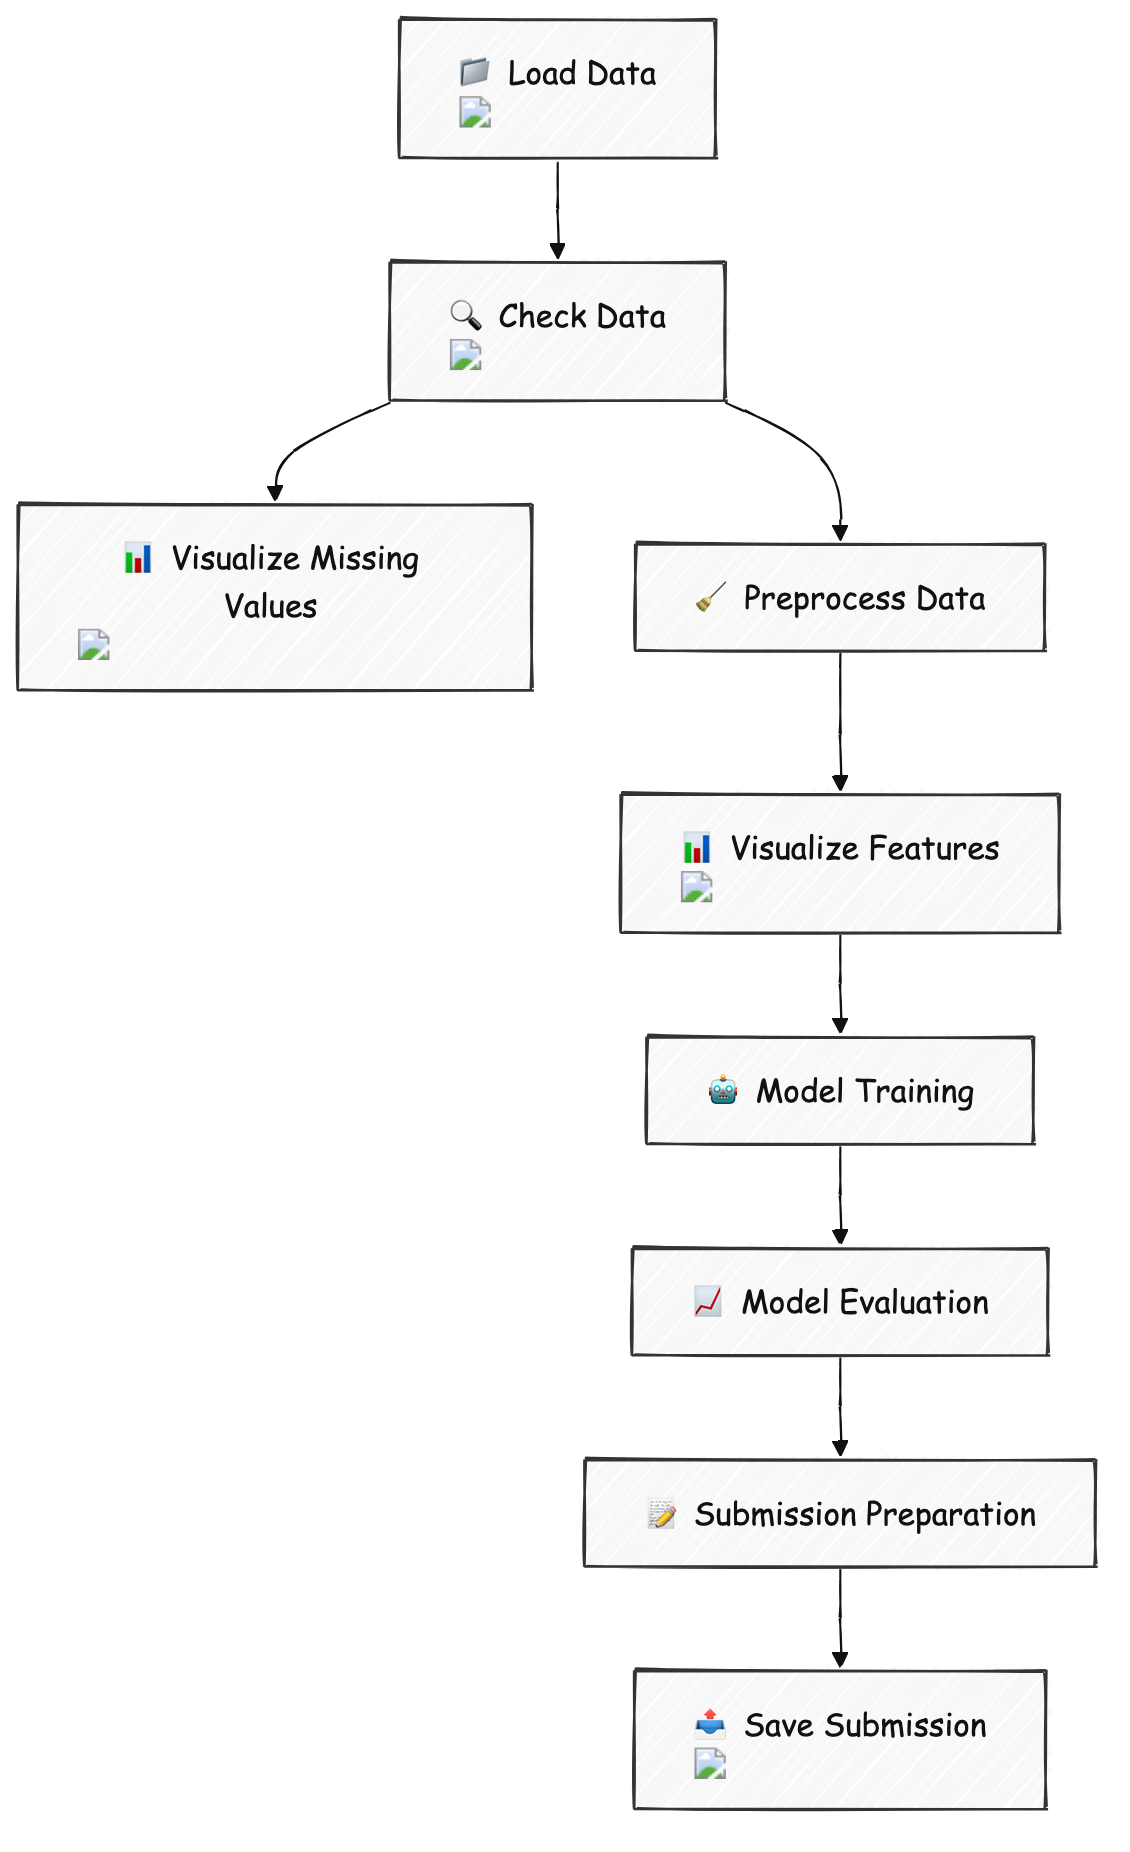 Load Data
Check Data
Visualize Missing
Values
Preprocess Data
Visualize Features
Model Training
Model Evaluation
Submission Preparation
Save Submission